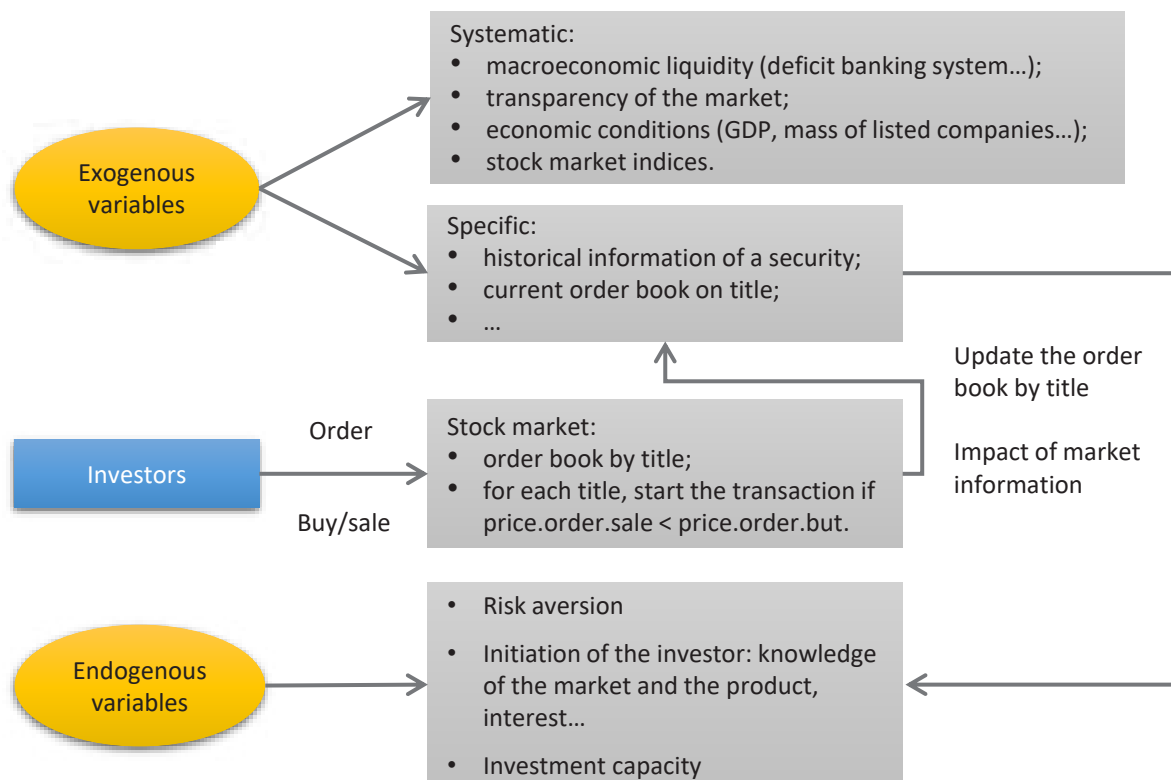 Systematic:
• macroeconomic liquidity (deficit banking system…);
• transparency of the market;
• economic conditions (GDP, mass of listed companies…);
• stock market indices.
Exogenous
variables
Specific:
• historical information of a security;
• current order book on title;
• …
Update the order
book by title
Impact of market
information
Investors
Order
Buy/sale
Stock market:
• order book by title;
• for each title, start the transaction if
price.order.sale < price.order.but.
Endogenous
variables
• Risk aversion
• Initiation of the investor: knowledge
of the market and the product,
interest…
• Investment capacity